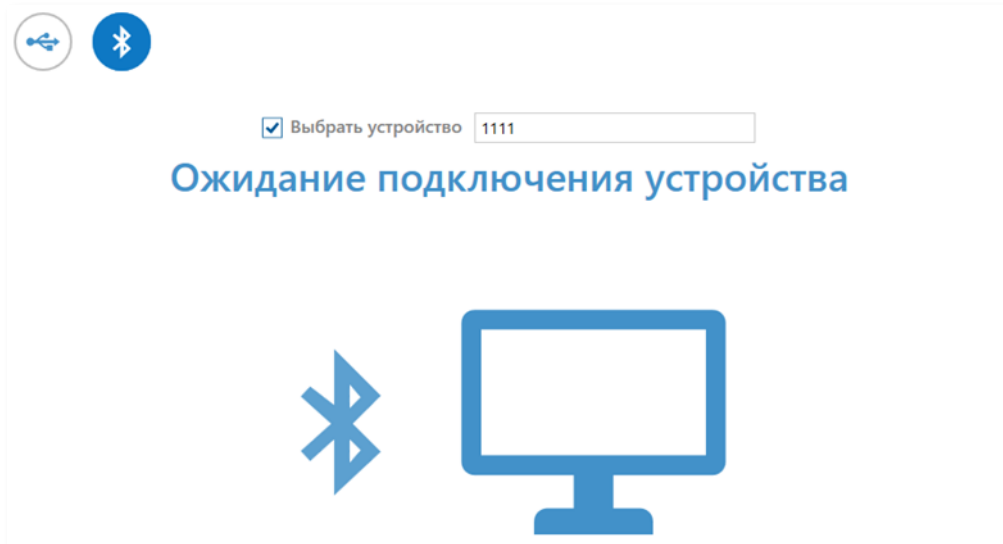 Выбрать устройство 1111
Ожидание подключения устройства